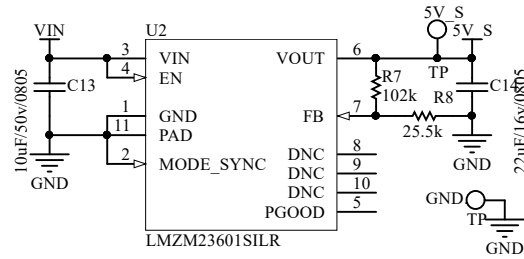 VIN
U2
5V_S
5V_S
3
VIN
VOUT
6
4
EN
TP
C13
R7
102k
C14
R8
10uF/50v/0805
22uF/16v/0805
1
GND
FB
7
11
PAD
25.5k
2
MODE_SYNC
DNC
8
GND
GND
DNC
9
DNC
10
PGOOD
5
GND
TP
GND
LMZM23601SILR